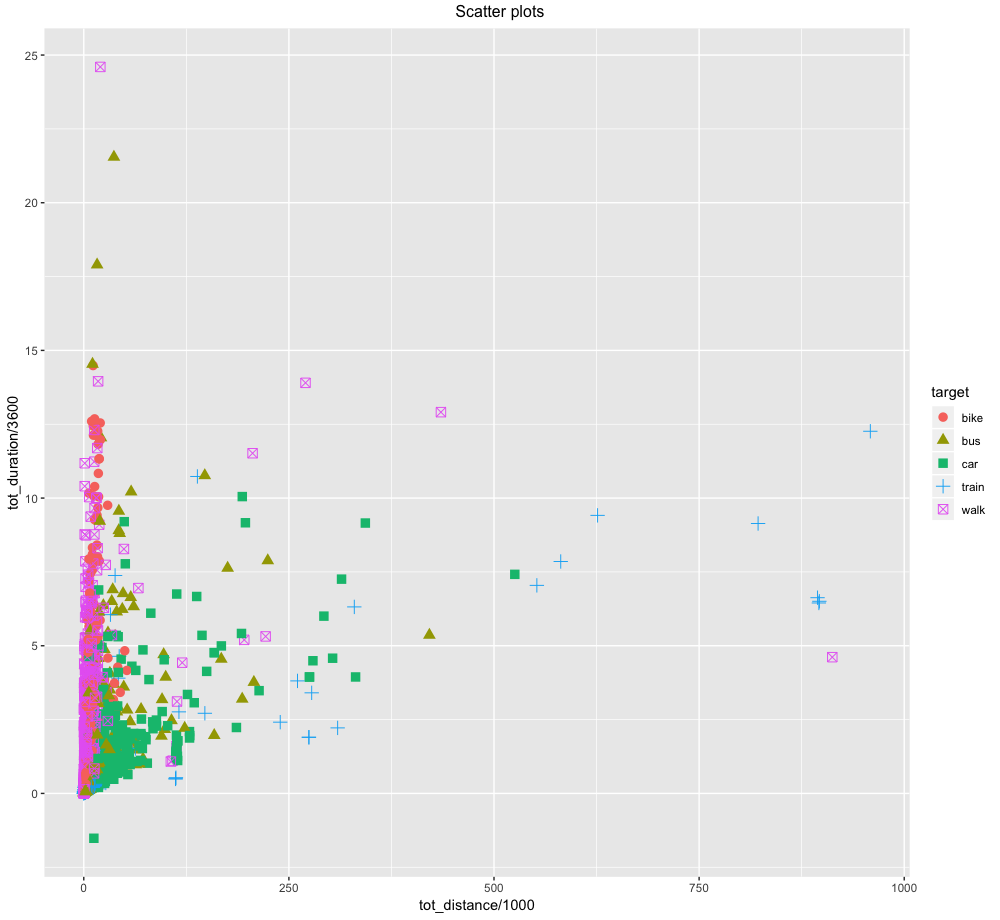 Scatter plots
25
20
15
10
5
0
tot_duration/3600
0
250
500
750
1000
tot_distance/1000
target
bike
bus
car
train
walk